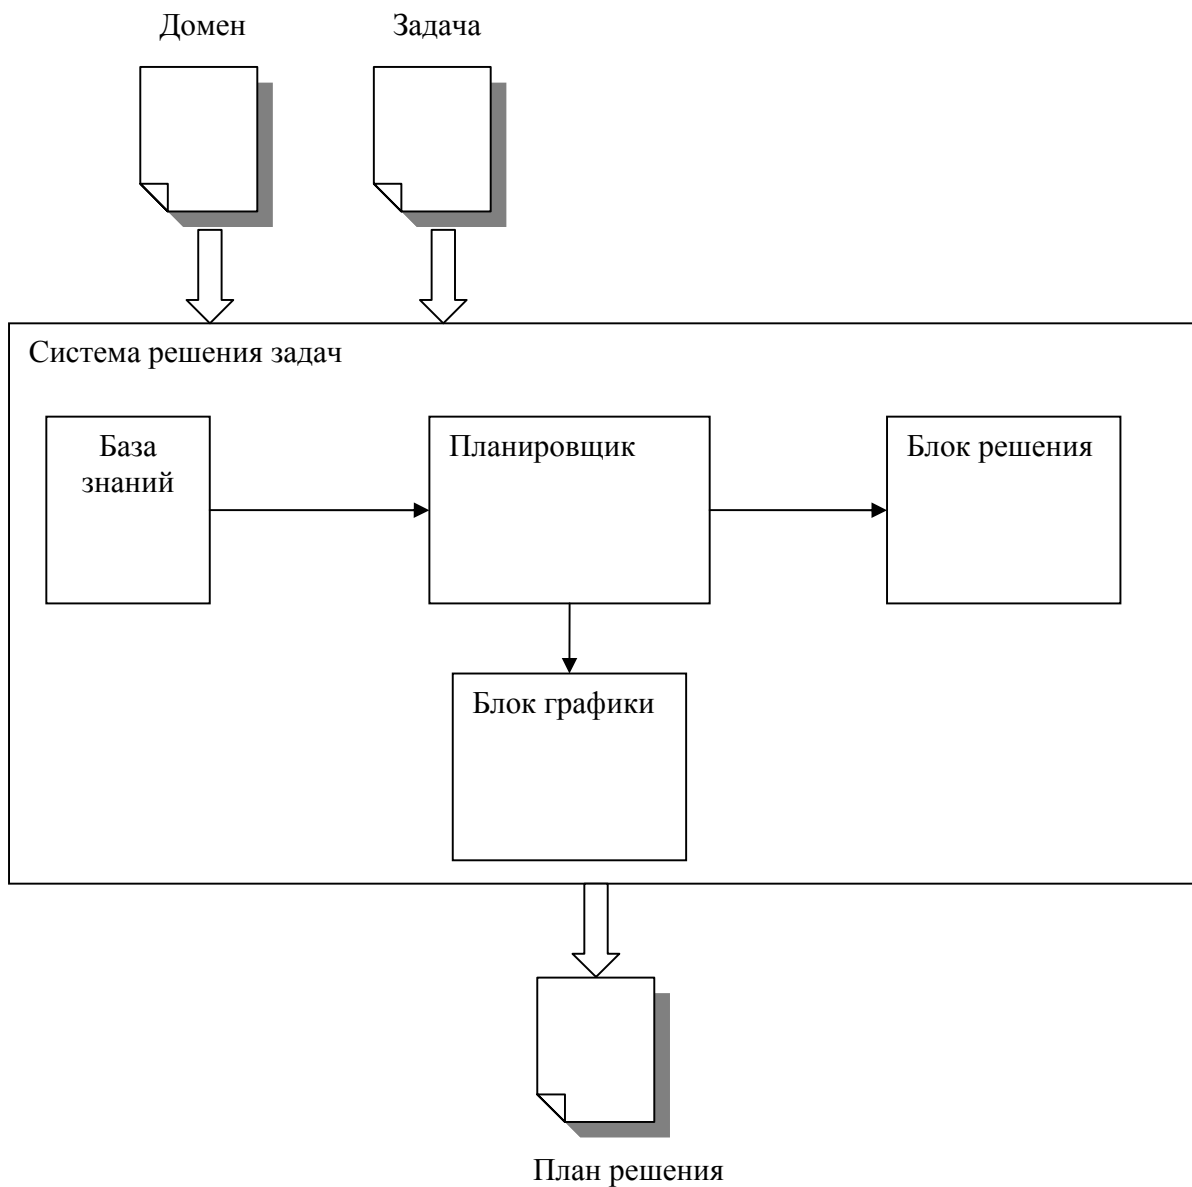 Домен
Задача
Система решения задач
База
знаний
Планировщик
Блок решения
Блок графики
План решения